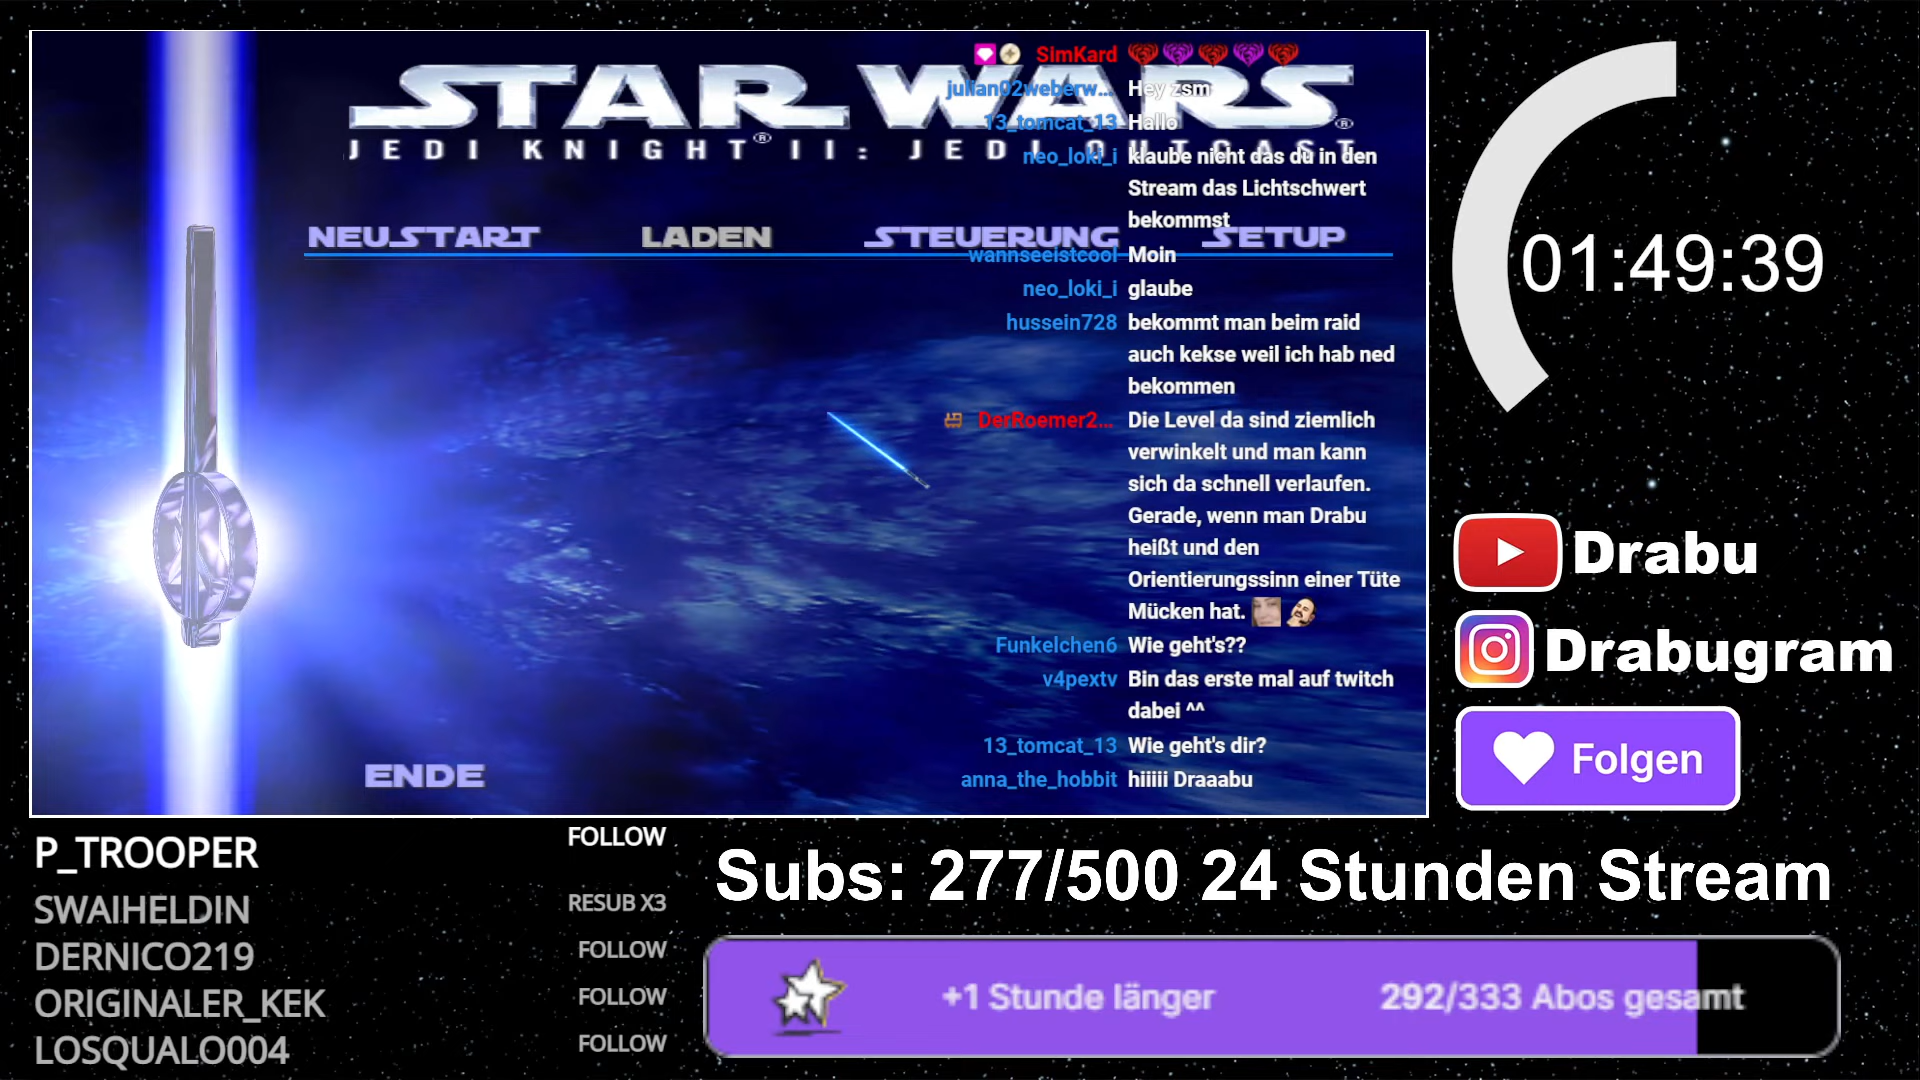 STAR WARS
JEDI KNIGHT® II: JEDI OUTCAST
NEU START
LADEN
STEUERUNG
SETUP
ENDE
SimKard
julian02weberw... Hey zsm
13_tomcat_13 Hallo
neo_loki_i klaube nicht das du in den
Stream das Lichtschwert
bekommst
wannseeistcool Moin
neo_loki_i glaube
hussein728 bekommt man beim raid
auch kekse weil ich hab ned
bekommen
DerRoemer2... Die Level da sind ziemlich
verwinkelt und man kann
sich da schnell verlaufen.
Gerade, wenn man Drabu
heißt und den
Orientierungssinn einer Tüte
Mücken hat.
Funkelchen6 Wie geht's??
v4pextv Bin das erste mal auf twitch
dabei ^^
13_tomcat_13 Wie geht's dir?
anna_the_hobbit hiiiii Draaabu
01:49:39
Drabu
Drabugram
Folgen
P_TROOPER FOLLOW
SWAIHELDIN RESUB X3
DERNICO219 FOLLOW
ORIGINALER_KEK FOLLOW
LOSQUALO004 FOLLOW
Subs: 277/500 24 Stunden Stream
7 +1 Stunde länger 292/333 Abos gesamt